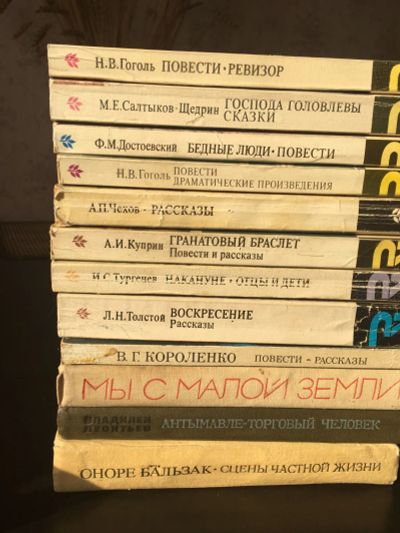 Н.В.Гоголь ПОВЕСТИ·РЕВИЗОР
М.Е.Салтыков-Щедрин ГОСПОДА ГОЛОВЛЕВЫ
СКАЗКИ
Ф.М.Достоевский БЕДНЫЕ ЛЮДИ·ПОВЕСТИ
Н.В.Гоголь ПОВЕСТИ
ДРАМАТИЧЕСКИЕ ПРОИЗВЕДЕНИЯ
А.П.Чехов · РАССКАЗЫ
А.И.Куприн ГРАНАТОВЫЙ БРАСЛЕТ
Повести и рассказы
И.С.Тургенев НАКАНУНЕ·ОТЦЫ И ДЕТИ
Л.Н.Толстой ВОСКРЕСЕНИЕ
Рассказы
В. Г. КОРОЛЕНКО ПОВЕСТИ - РАССКАЗЫ
МЫ С МАЛОЙ ЗЕМЛИ
ВЛАДИЛЕН
ЛЕОНТЬЕВ АНТЫМАВЛЕ-ТОРГОВЫЙ ЧЕЛОВЕК
ОНОРЕ БАЛЬЗАК · СЦЕНЫ ЧАСТНОЙ ЖИЗНИ